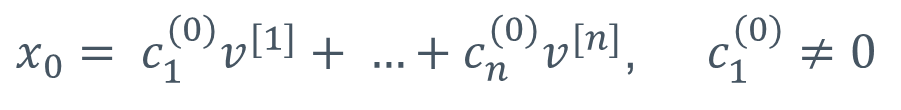 x₀ = c₁⁽⁰⁾v^[1] + … + cₙ⁽⁰⁾v^[n], c₁⁽⁰⁾ ≠ 0